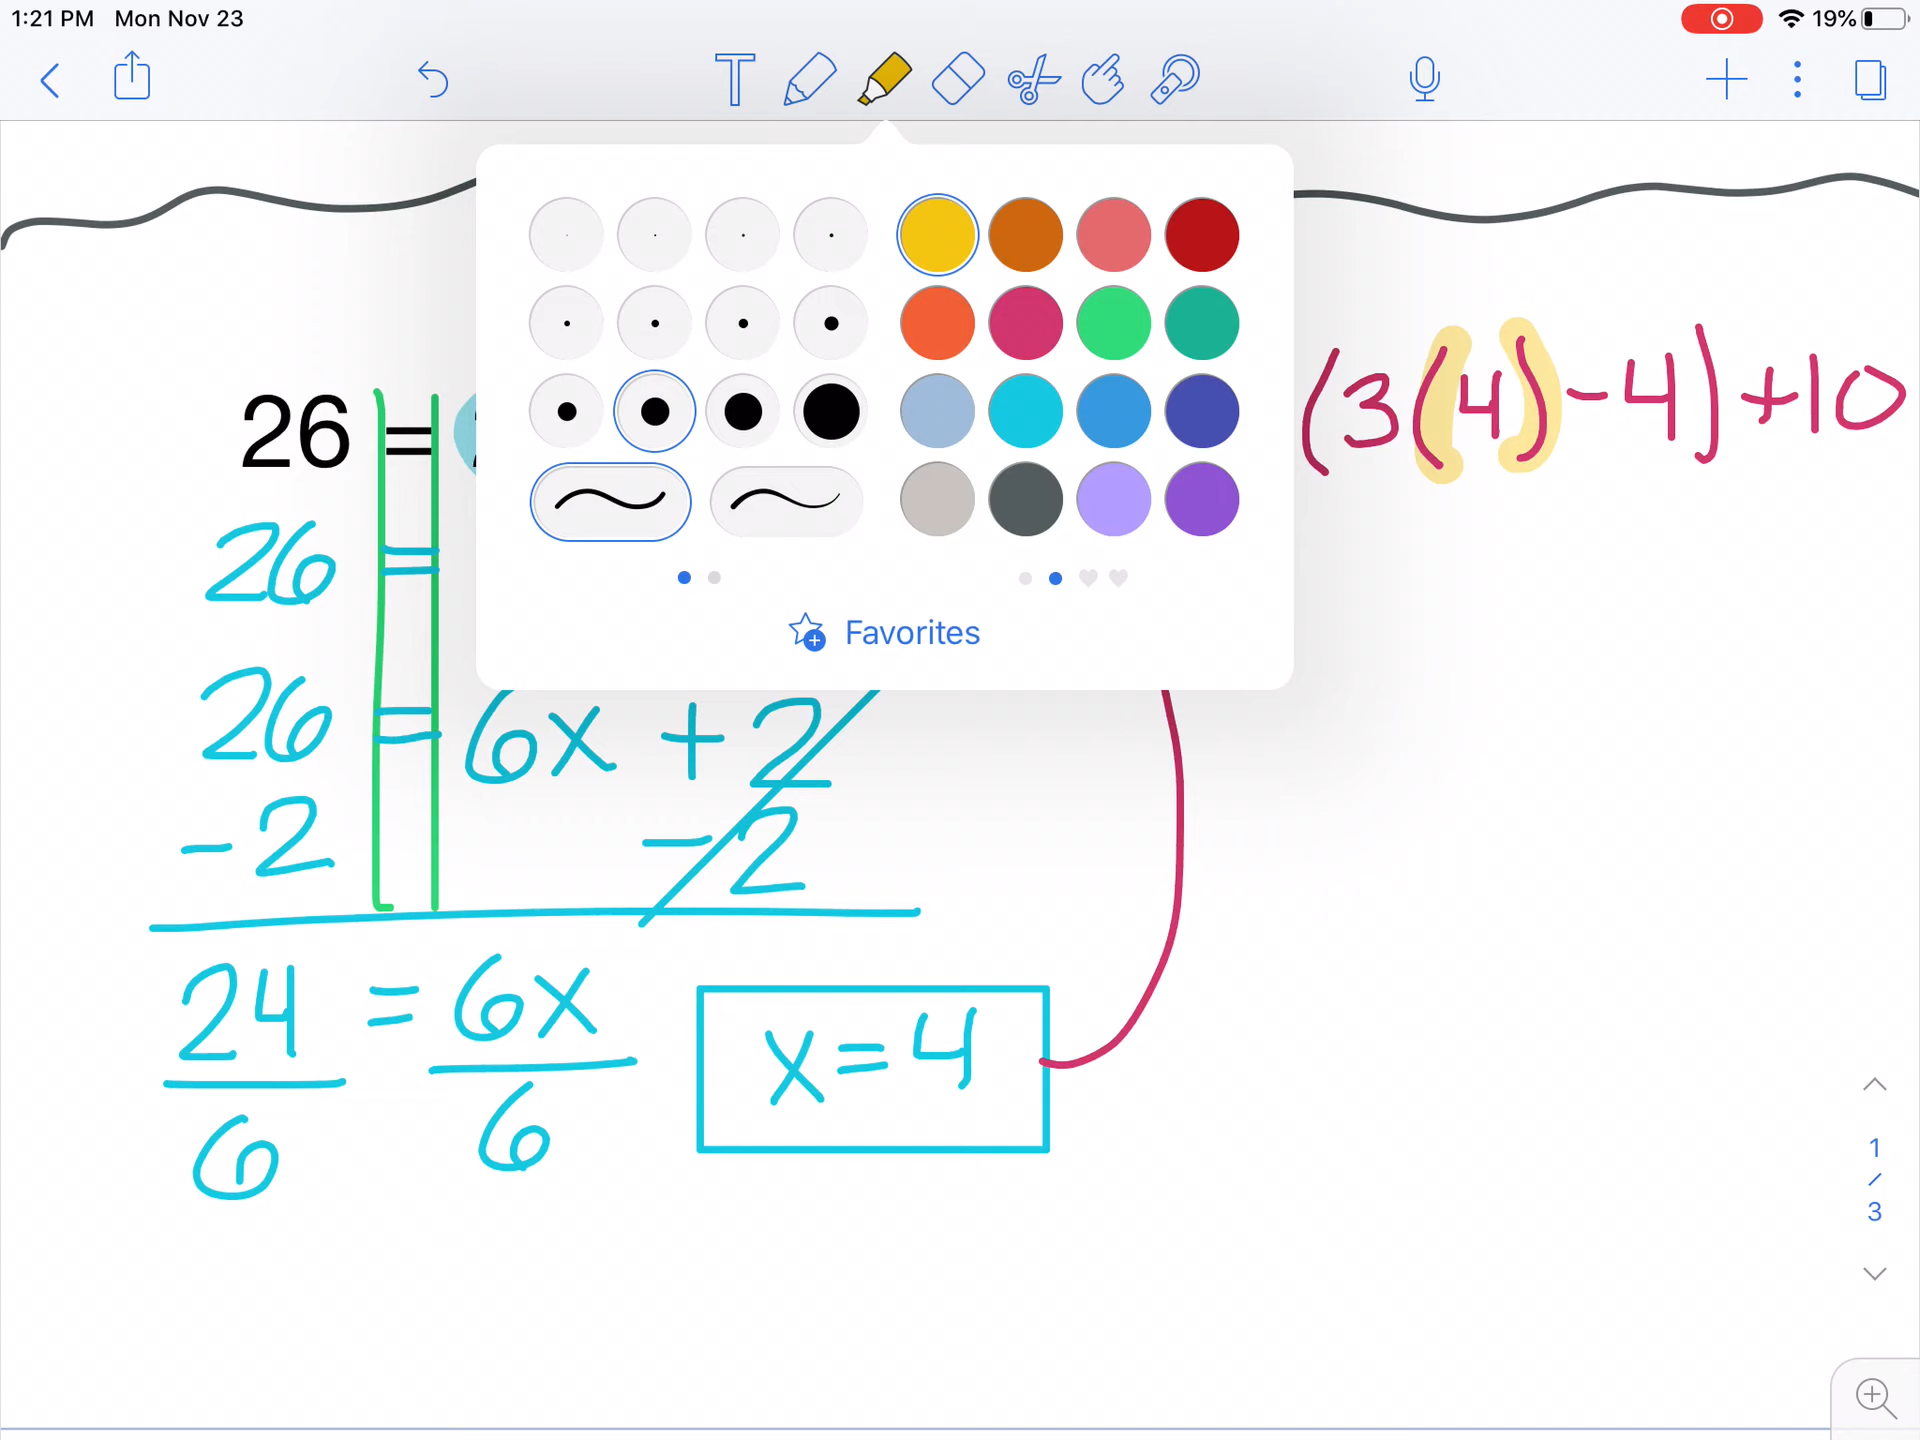 1:21 PM Mon Nov 23 19%
T
26 = (3(4)-4)+10
26 =
Favorites
26 = 6x + 2
-2 -2
24 = 6x
6 6
x=4
1
/
3